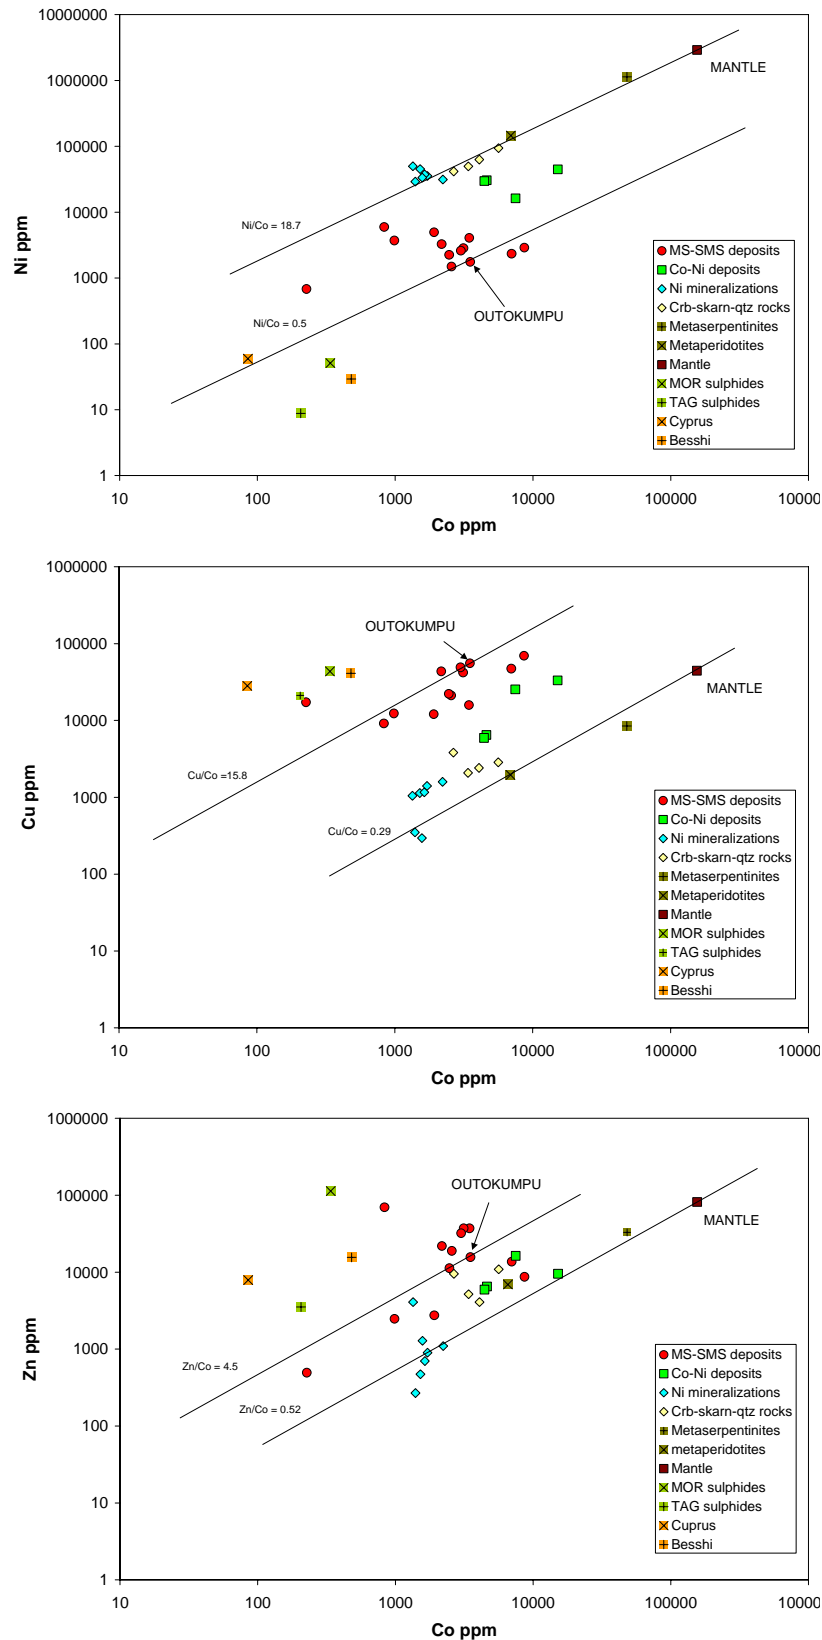 10000000
1000000
100000
10000
1000
100
10
1
Ni ppm
MANTLE
Ni/Co = 18.7
Ni/Co = 0.5
OUTOKUMPU
MS-SMS deposits
Co-Ni deposits
Ni mineralizations
Crb-skarn-qtz rocks
Metaserpentinites
Metaperidotites
Mantle
MOR sulphides
TAG sulphides
Cyprus
Besshi
10 100 1000 10000 100000 10000
Co ppm
1000000
100000
10000
1000
100
10
1
Cu ppm
OUTOKUMPU
MANTLE
Cu/Co =15.8
Cu/Co = 0.29
MS-SMS deposits
Co-Ni deposits
Ni mineralizations
Crb-skarn-qtz rocks
Metaserpentinites
Metaperidotites
Mantle
MOR sulphides
TAG sulphides
Cyprus
Besshi
10 100 1000 10000 100000 10000
Co ppm
1000000
100000
10000
1000
100
10
1
Zn ppm
OUTOKUMPU
MANTLE
Zn/Co = 4.5
Zn/Co = 0.52
MS-SMS deposits
Co-Ni deposits
Ni mineralizations
Crb-skarn-qtz rocks
Metaserpentinites
metaperidotites
Mantle
MOR sulphides
TAG sulphides
Cuprus
Besshi
10 100 1000 10000 100000 10000
Co ppm